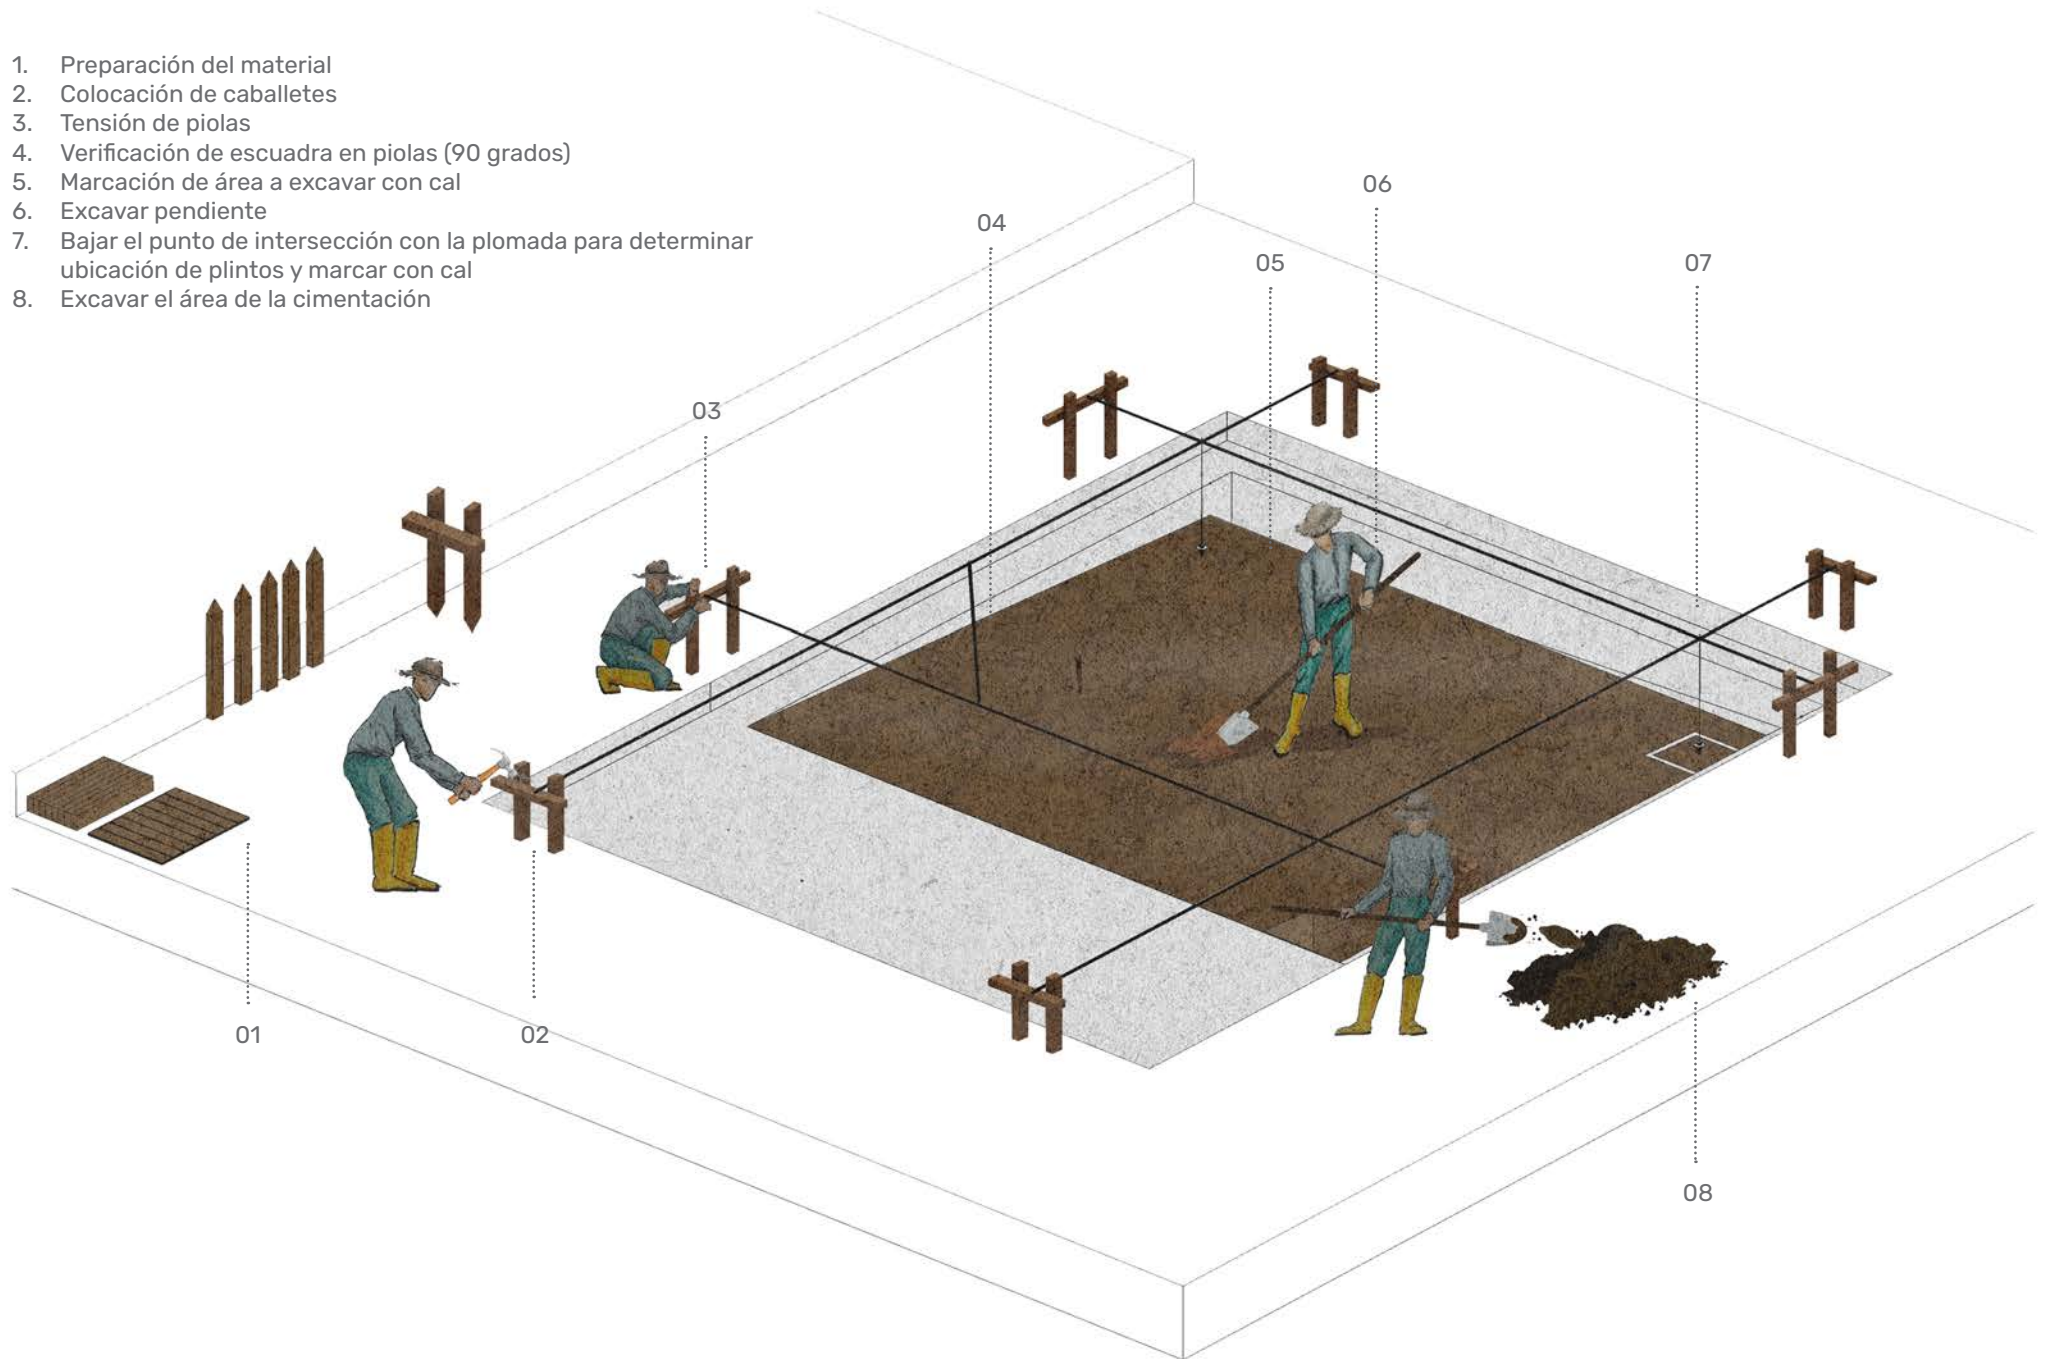 1. Preparación del material
2. Colocación de caballetes
3. Tensión de piolas
4. Verificación de escuadra en piolas (90 grados)
5. Marcación de área a excavar con cal
6. Excavar pendiente
7. Bajar el punto de intersección con la plomada para determinar
ubicación de plintos y marcar con cal
8. Excavar el área de la cimentación
06
04
05
07
03
01
02
08